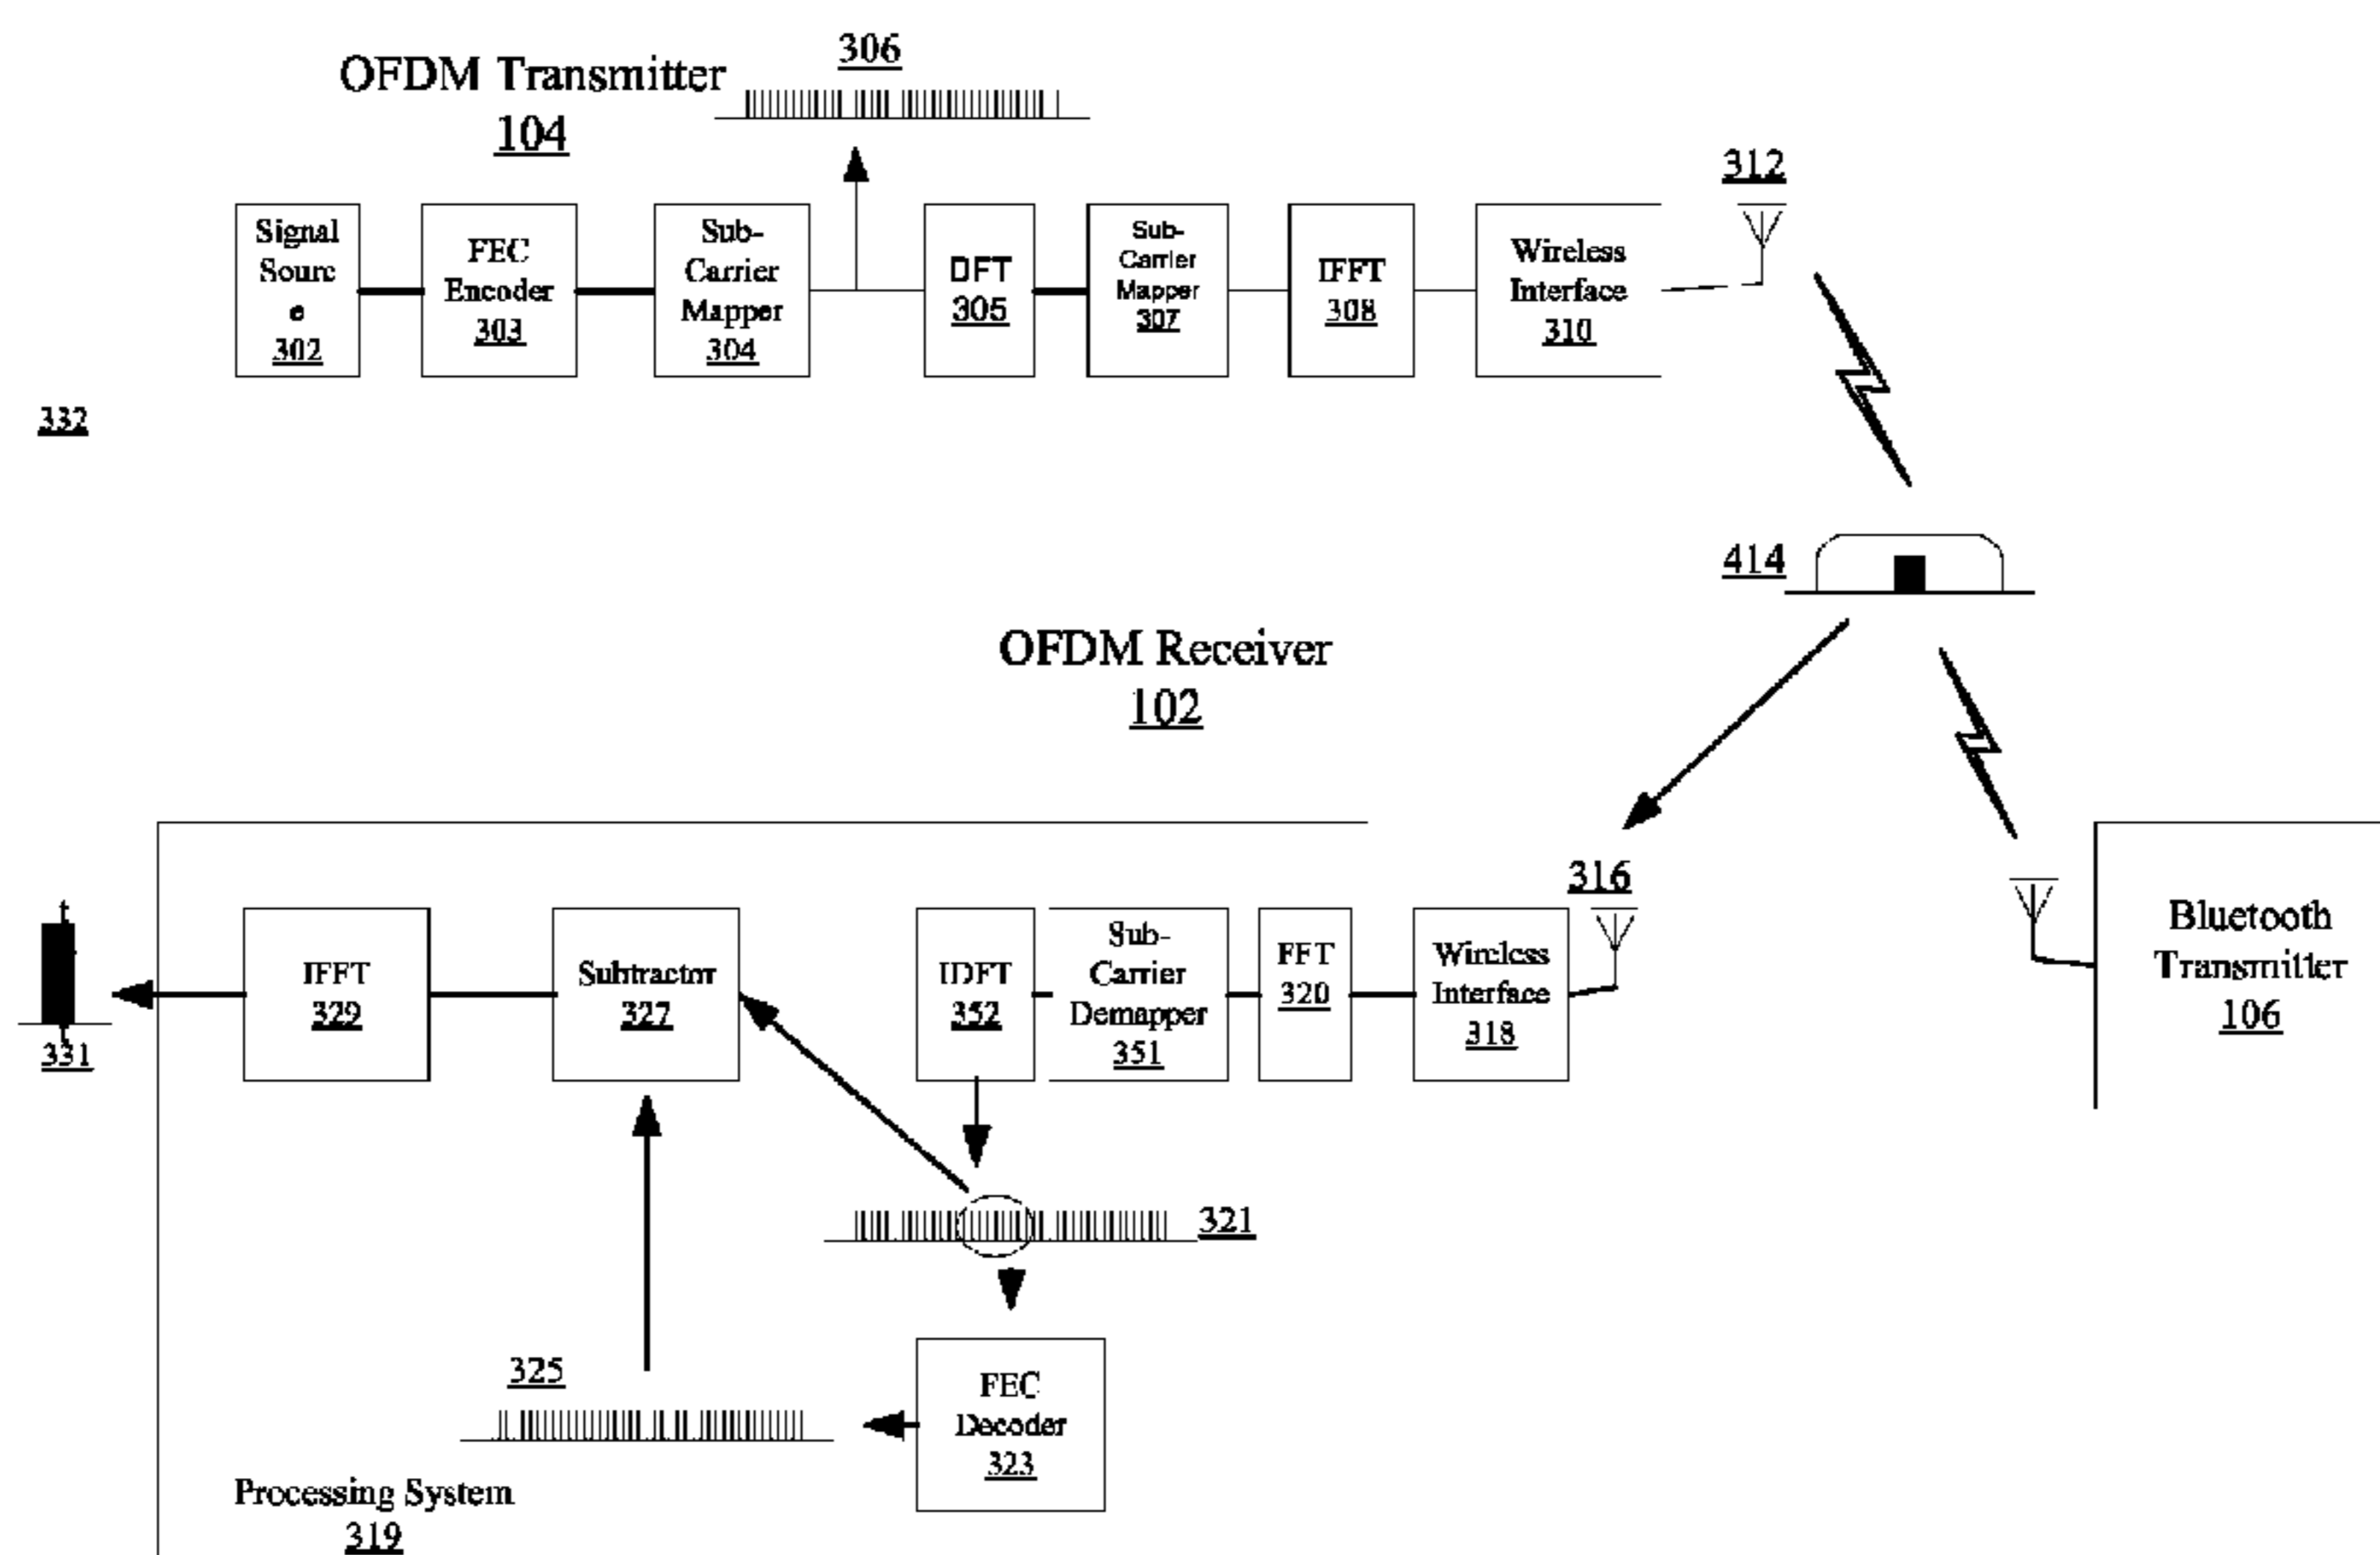 306
OFDM Transmitter
104
312
Signal
Sourc
e
302
FEC
Encoder
303
Sub-
Carrier
Mapper
304
DFT
305
Sub-
Carrier
Mapper
307
IFFT
308
Wireless
Interface
310
332
414
OFDM Receiver
102
316
331
IFFT
329
Subtractor
327
IDFT
352
Sub-
Carrier
Demapper
351
FFT
320
Wireless
Interface
318
Bluetooth
Transmitter
106
321
325
FEC
Decoder
323
Processing System
319